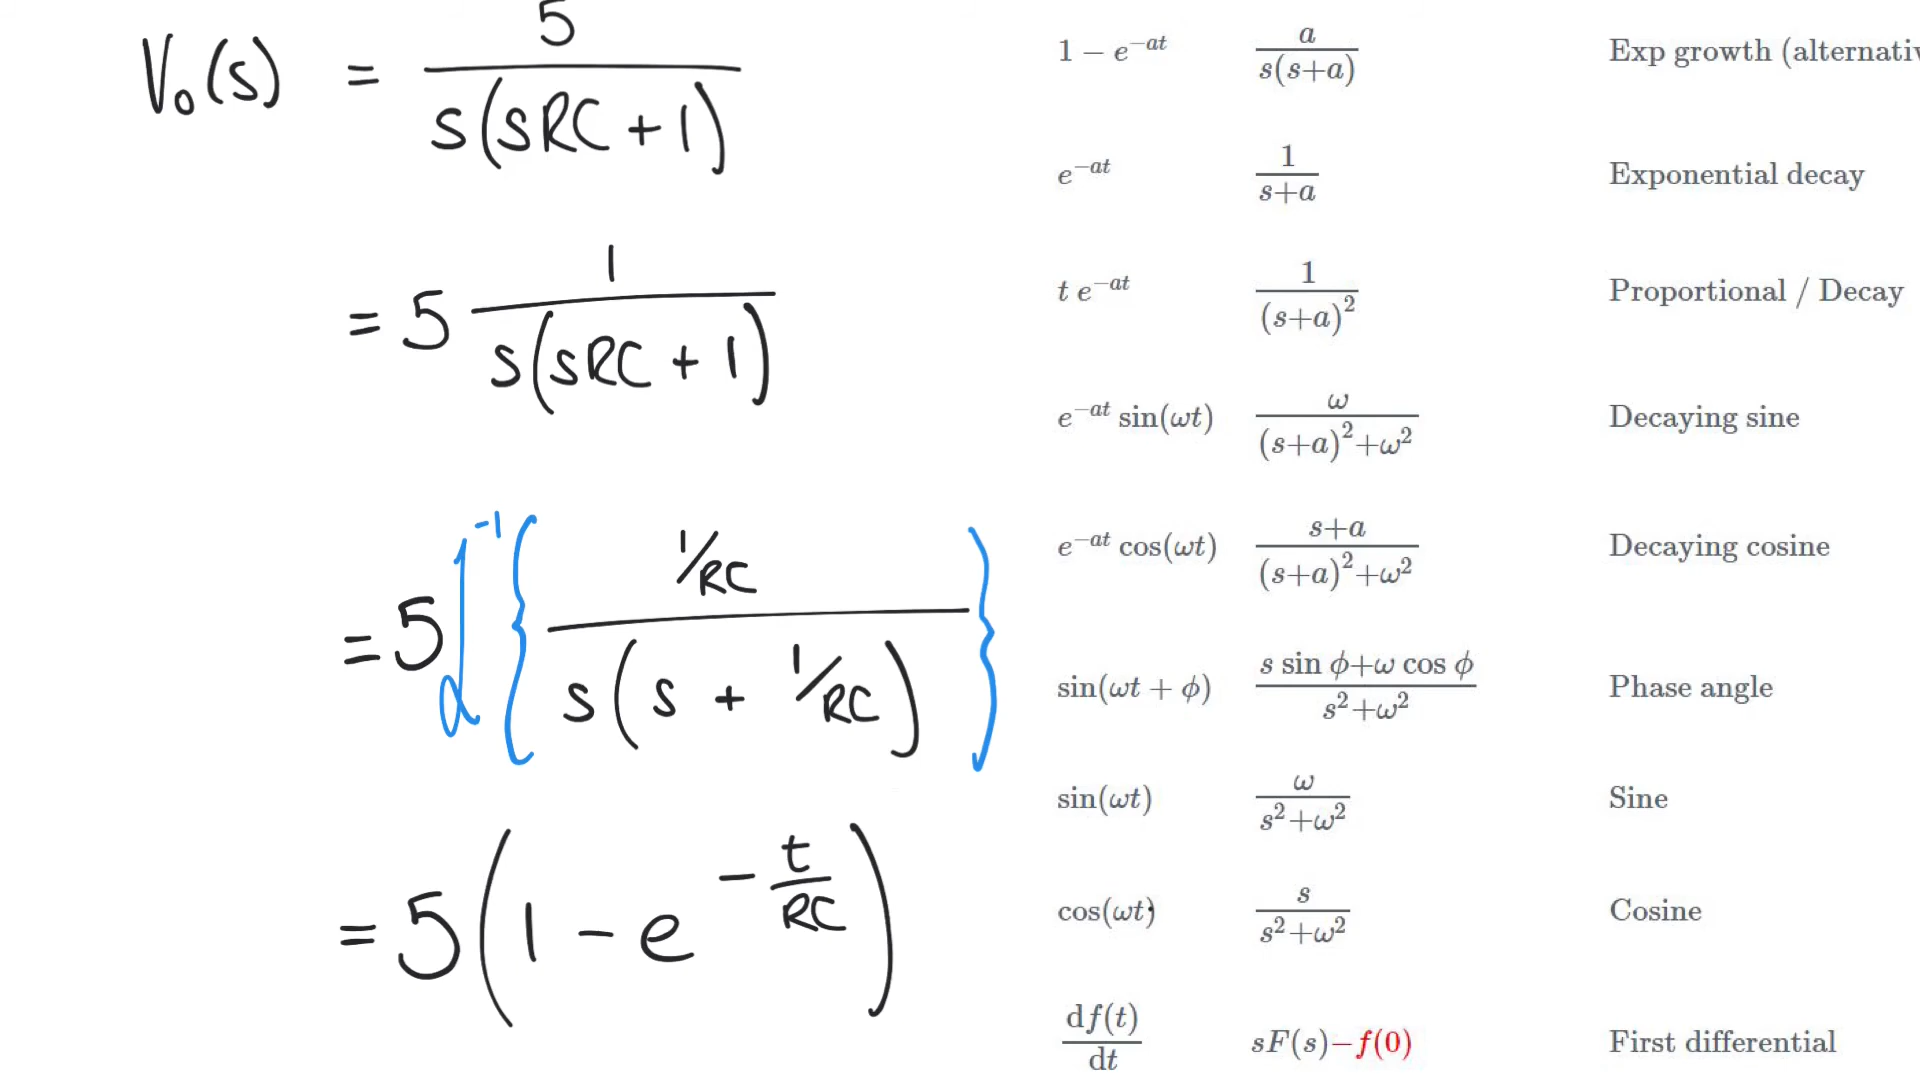 V₀(s) = 5 / s(sRC + 1)
= 5 1 / s(sRC + 1)
= 5 ℒ⁻¹ { 1/RC / s(s + 1/RC) }
= 5(1 − e^(−t/RC))
1 − e^(−at) a / s(s+a) Exp growth (alternativ
e^(−at) 1 / s+a Exponential decay
t e^(−at) 1 / (s+a)² Proportional / Decay
e^(−at) sin(ωt) ω / (s+a)²+ω² Decaying sine
e^(−at) cos(ωt) s+a / (s+a)²+ω² Decaying cosine
sin(ωt + ϕ) s sin ϕ+ω cos ϕ / s²+ω² Phase angle
sin(ωt) ω / s²+ω² Sine
cos(ωt) s / s²+ω² Cosine
df(t) / dt sF(s)−f(0) First differential